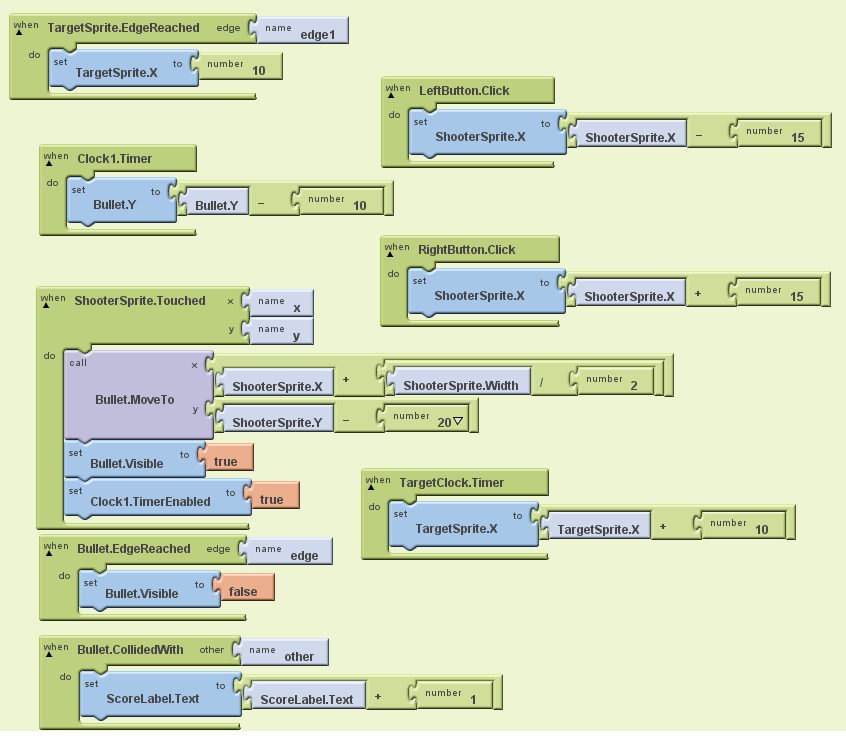 when TargetSprite.EdgeReached edge name edge1
do set TargetSprite.X to number 10
when LeftButton.Click
do set ShooterSprite.X to ShooterSprite.X - number 15
when Clock1.Timer
do set Bullet.Y to Bullet.Y - number 10
when RightButton.Click
do set ShooterSprite.X to ShooterSprite.X + number 15
when ShooterSprite.Touched x name x
y name y
do call Bullet.MoveTo x ShooterSprite.X + ShooterSprite.Width / number 2
y ShooterSprite.Y - number 20
set Bullet.Visible to true
set Clock1.TimerEnabled to true
when TargetClock.Timer
do set TargetSprite.X to TargetSprite.X + number 10
when Bullet.EdgeReached edge name edge
do set Bullet.Visible to false
when Bullet.CollidedWith other name other
do set ScoreLabel.Text to ScoreLabel.Text + number 1